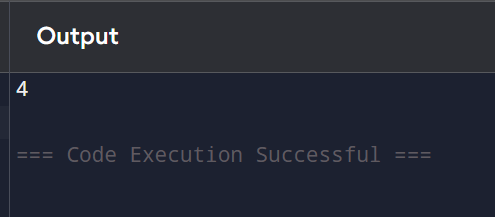 Output
4
=== Code Execution Successful ===